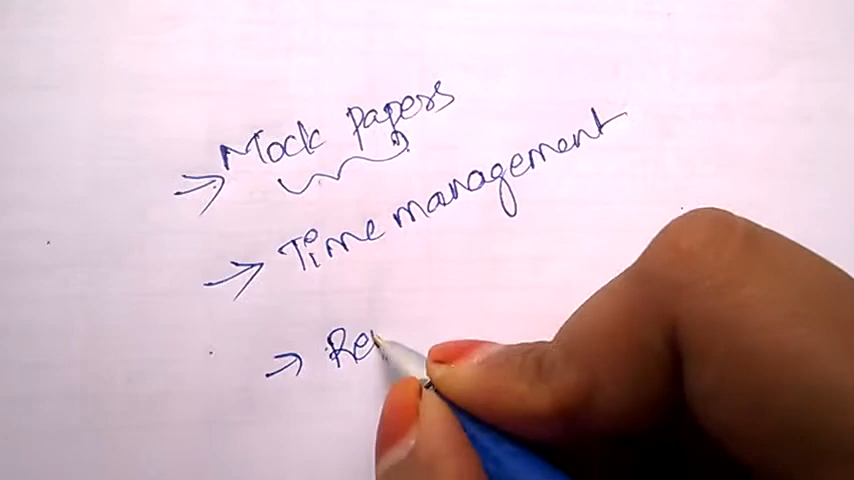 → Mock papers
→ Time management
→ Re